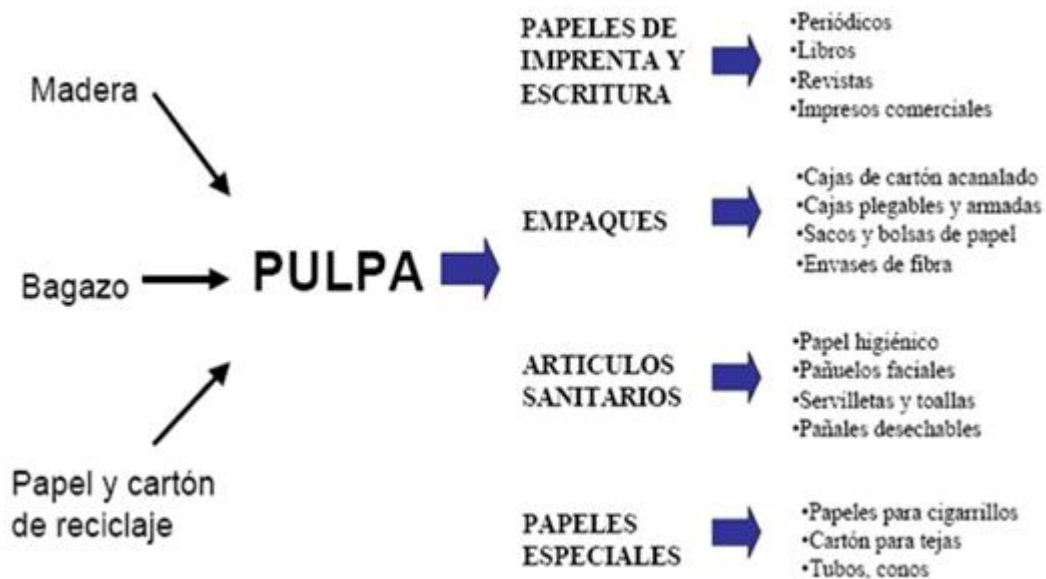 Madera
Bagazo
Papel y cartón
de reciclaje
PULPA
PAPELES DE
IMPRENTA Y
ESCRITURA
•Periódicos
•Libros
•Revistas
•Impresos comerciales
EMPAQUES
•Cajas de cartón acanalado
•Cajas plegables y armadas
•Sacos y bolsas de papel
•Envases de fibra
ARTICULOS
SANITARIOS
•Papel higiénico
•Pañuelos faciales
•Servilletas y toallas
•Pañales desechables
PAPELES
ESPECIALES
•Papeles para cigarrillos
•Cartón para tejas
•Tubos, conos